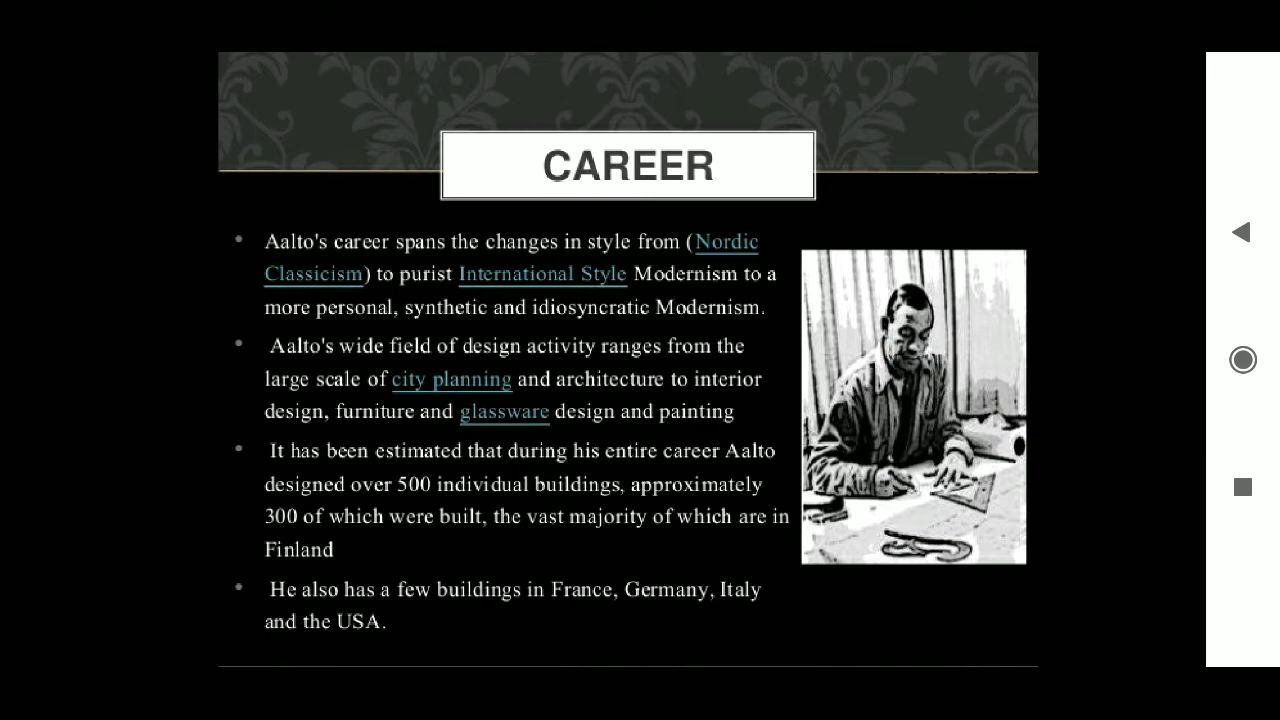 CAREER
Aalto's career spans the changes in style from (Nordic
Classicism) to purist International Style Modernism to a
more personal, synthetic and idiosyncratic Modernism.
Aalto's wide field of design activity ranges from the
large scale of city planning and architecture to interior
design, furniture and glassware design and painting
It has been estimated that during his entire career Aalto
designed over 500 individual buildings, approximately
300 of which were built, the vast majority of which are in
Finland
He also has a few buildings in France, Germany, Italy
and the USA.